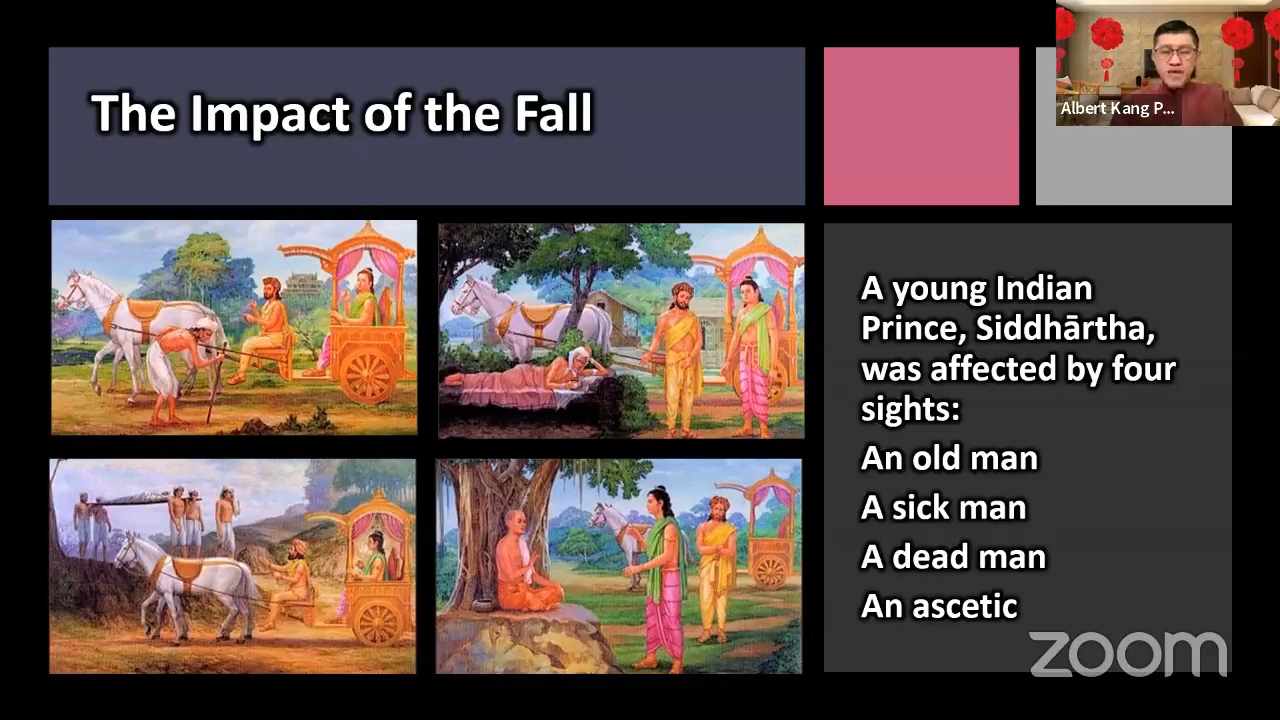 The Impact of the Fall
Albert Kang P...
A young Indian
Prince, Siddhārtha,
was affected by four
sights:
An old man
A sick man
A dead man
An ascetic
zoom